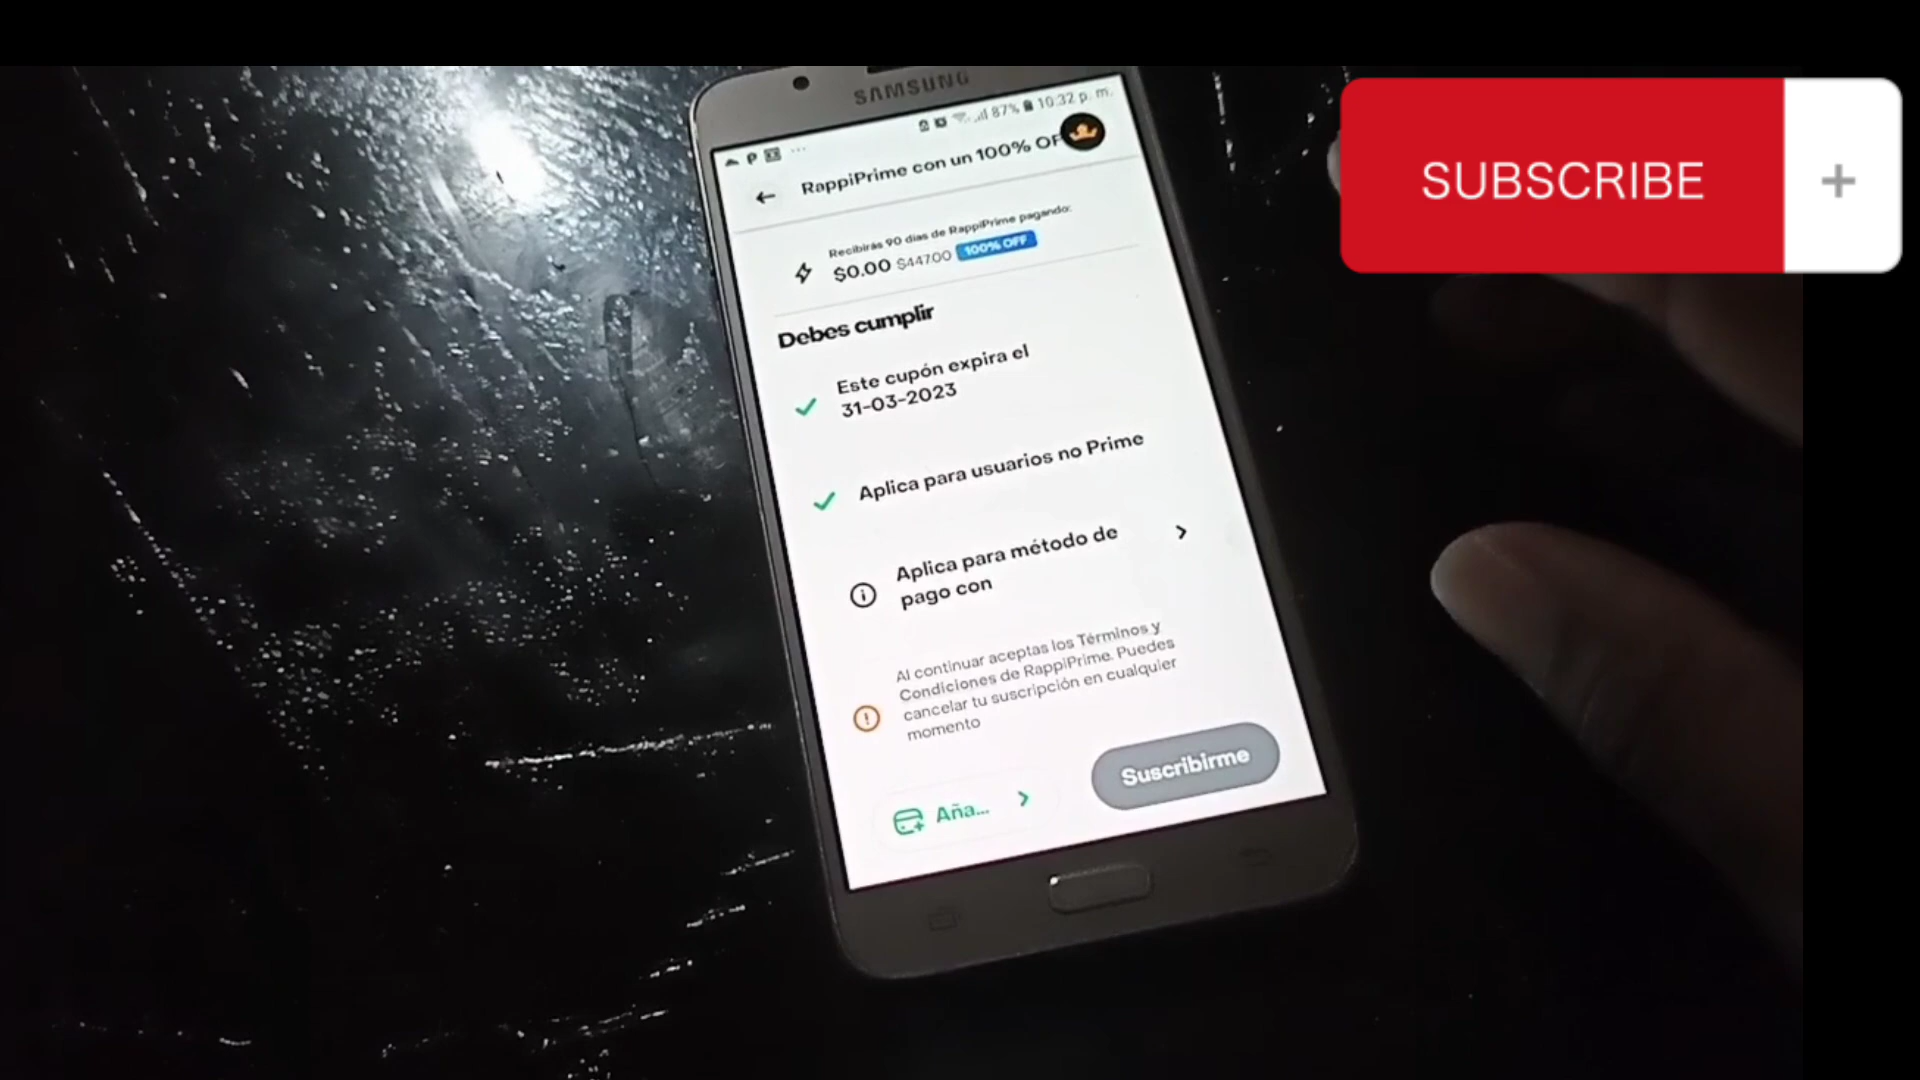 SUBSCRIBE +
SAMSUNG
87% 10:32 p. m.
RappiPrime con un 100% OF
Recibirás 90 días de RappiPrime pagando:
$0.00 $447.00 100% OFF
Debes cumplir
Este cupón expira el
31-03-2023
Aplica para usuarios no Prime
Aplica para método de
pago con
Al continuar aceptas los Términos y
Condiciones de RappiPrime. Puedes
cancelar tu suscripción en cualquier
momento
Aña...
Suscribirme